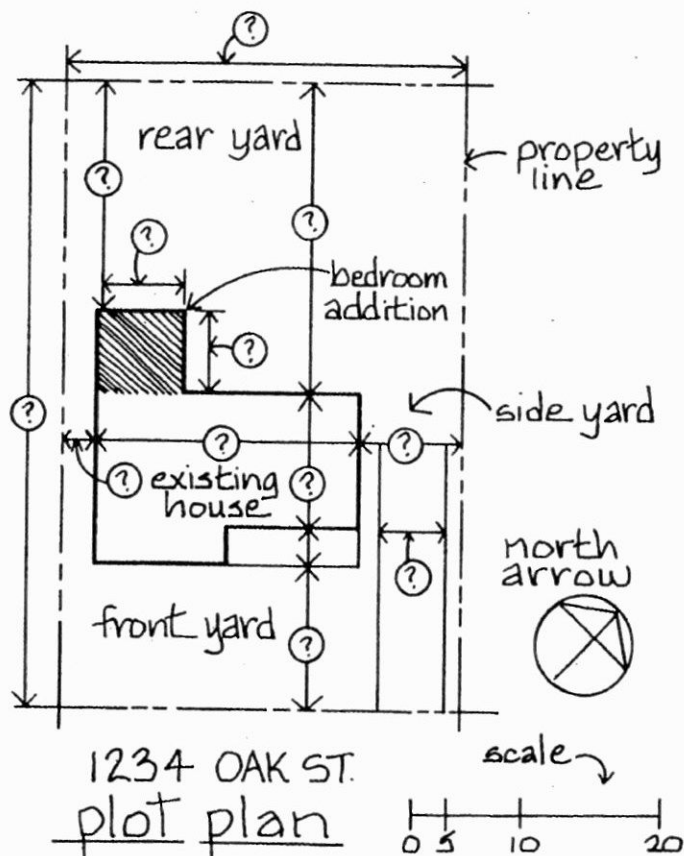 ?
rear yard
property
line
?
?
?
bedroom
addition
?
?
side yard
?
?
? existing
house
?
?
north
arrow
front yard
?
1234 OAK ST.
plot plan
scale
0 5 10 20